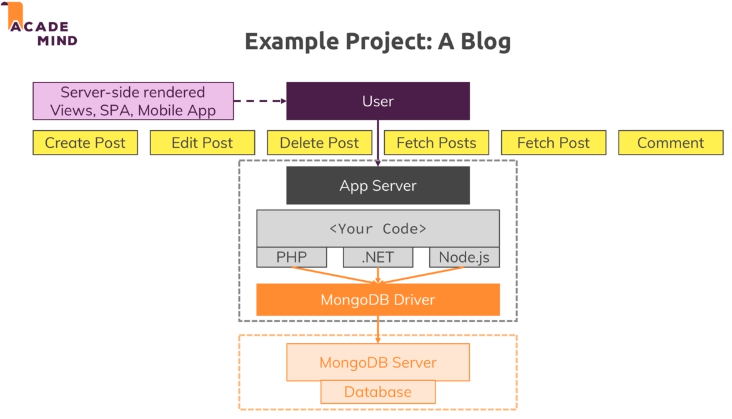 ACADE
MIND
Example Project: A Blog
Server-side rendered
Views, SPA, Mobile App
User
Create Post
Edit Post
Delete Post
Fetch Posts
Fetch Post
Comment
App Server
<Your Code>
PHP
.NET
Node.js
MongoDB Driver
MongoDB Server
Database